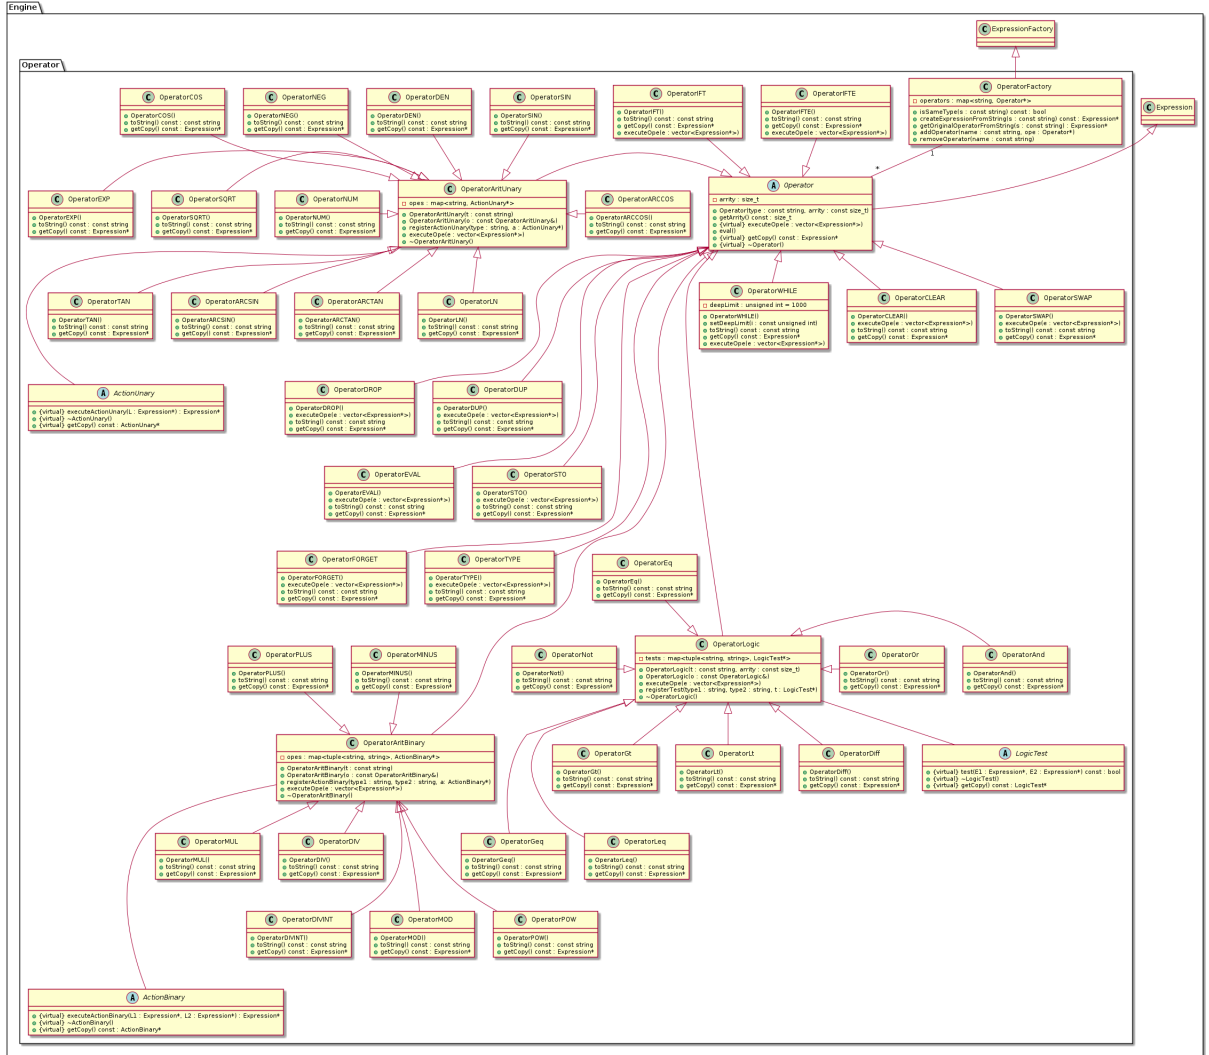 Engine
ExpressionFactory
Operator
OperatorCOS
OperatorCOS()
toString() const : const string
getCopy() const : Expression*
OperatorNEG
OperatorNEG()
toString() const : const string
getCopy() const : Expression*
OperatorDEN
OperatorDEN()
toString() const : const string
getCopy() const : Expression*
OperatorSIN
OperatorSIN()
toString() const : const string
getCopy() const : Expression*
OperatorIFT
OperatorIFT()
toString() const : const string
getCopy() const : Expression*
executeOpe(e : vector<Expression*>)
OperatorIFTE
OperatorIFTE()
toString() const : const string
getCopy() const : Expression*
executeOpe(e : vector<Expression*>)
OperatorFactory
operators : map<string, Operator*>
isSameType(s : const string) const : bool
createExpressionFromString(s : const string) const : Expression*
getOriginalOperatorFromString(s : const string) : Expression*
addOperator(name : const string, ope : Operator*)
removeOperator(name : const string)
Expression
1
*
OperatorEXP
OperatorEXP()
toString() const : const string
getCopy() const : Expression*
OperatorSQRT
OperatorSQRT()
toString() const : const string
getCopy() const : Expression*
OperatorNUM
OperatorNUM()
toString() const : const string
getCopy() const : Expression*
OperatorAritUnary
opes : map<string, ActionUnary*>
OperatorAritUnary(t : const string)
OperatorAritUnary(o : const OperatorAritUnary&)
registerActionUnary(type : string, a : ActionUnary*)
executeOpe(e : vector<Expression*>)
~OperatorAritUnary()
OperatorARCCOS
OperatorARCCOS()
toString() const : const string
getCopy() const : Expression*
Operator
arrity : size_t
Operator(type : const string, arrity : const size_t)
getArrity() const : size_t
{virtual} executeOpe(e : vector<Expression*>)
eval()
{virtual} getCopy() const : Expression*
{virtual} ~Operator()
OperatorTAN
OperatorTAN()
toString() const : const string
getCopy() const : Expression*
OperatorARCSIN
OperatorARCSIN()
toString() const : const string
getCopy() const : Expression*
OperatorARCTAN
OperatorARCTAN()
toString() const : const string
getCopy() const : Expression*
OperatorLN
OperatorLN()
toString() const : const string
getCopy() const : Expression*
OperatorWHILE
deepLimit : unsigned int = 1000
OperatorWHILE()
setDeepLimit(i : const unsigned int)
toString() const : const string
getCopy() const : Expression*
executeOpe(e : vector<Expression*>)
OperatorCLEAR
OperatorCLEAR()
executeOpe(e : vector<Expression*>)
toString() const : const string
getCopy() const : Expression*
OperatorSWAP
OperatorSWAP()
executeOpe(e : vector<Expression*>)
toString() const : const string
getCopy() const : Expression*
ActionUnary
{virtual} executeActionUnary(L : Expression*) : Expression*
{virtual} ~ActionUnary()
{virtual} getCopy() const : ActionUnary*
OperatorDROP
OperatorDROP()
executeOpe(e : vector<Expression*>)
toString() const : const string
getCopy() const : Expression*
OperatorDUP
OperatorDUP()
executeOpe(e : vector<Expression*>)
toString() const : const string
getCopy() const : Expression*
OperatorEVAL
OperatorEVAL()
executeOpe(e : vector<Expression*>)
toString() const : const string
getCopy() const : Expression*
OperatorSTO
OperatorSTO()
executeOpe(e : vector<Expression*>)
toString() const : const string
getCopy() const : Expression*
OperatorFORGET
OperatorFORGET()
executeOpe(e : vector<Expression*>)
toString() const : const string
getCopy() const : Expression*
OperatorTYPE
OperatorTYPE()
executeOpe(e : vector<Expression*>)
toString() const : const string
getCopy() const : Expression*
OperatorEq
OperatorEq()
toString() const : const string
getCopy() const : Expression*
OperatorPLUS
OperatorPLUS()
toString() const : const string
getCopy() const : Expression*
OperatorMINUS
OperatorMINUS()
toString() const : const string
getCopy() const : Expression*
OperatorNot
OperatorNot()
toString() const : const string
getCopy() const : Expression*
OperatorLogic
tests : map<tuple<string, string>, LogicTest*>
OperatorLogic(t : const string, arrity : const size_t)
OperatorLogic(o : const OperatorLogic&)
executeOpe(e : vector<Expression*>)
registerTest(type1 : string, type2 : string, t : LogicTest*)
~OperatorLogic()
OperatorOr
OperatorOr()
toString() const : const string
getCopy() const : Expression*
OperatorAnd
OperatorAnd()
toString() const : const string
getCopy() const : Expression*
OperatorAritBinary
opes : map<tuple<string, string>, ActionBinary*>
OperatorAritBinary(t : const string)
OperatorAritBinary(o : const OperatorAritBinary&)
registerActionBinary(type1 : string, type2 : string, a: ActionBinary*)
executeOpe(e : vector<Expression*>)
~OperatorAritBinary()
OperatorGt
OperatorGt()
toString() const : const string
getCopy() const : Expression*
OperatorLt
OperatorLt()
toString() const : const string
getCopy() const : Expression*
OperatorDiff
OperatorDiff()
toString() const : const string
getCopy() const : Expression*
LogicTest
{virtual} test(E1 : Expression*, E2 : Expression*) const : bool
{virtual} ~LogicTest()
{virtual} getCopy() const : LogicTest*
OperatorMUL
OperatorMUL()
toString() const : const string
getCopy() const : Expression*
OperatorDIV
OperatorDIV()
toString() const : const string
getCopy() const : Expression*
OperatorGeq
OperatorGeq()
toString() const : const string
getCopy() const : Expression*
OperatorLeq
OperatorLeq()
toString() const : const string
getCopy() const : Expression*
OperatorDIVINT
OperatorDIVINT()
toString() const : const string
getCopy() const : Expression*
OperatorMOD
OperatorMOD()
toString() const : const string
getCopy() const : Expression*
OperatorPOW
OperatorPOW()
toString() const : const string
getCopy() const : Expression*
ActionBinary
{virtual} executeActionBinary(L1 : Expression*, L2 : Expression*) : Expression*
{virtual} ~ActionBinary()
{virtual} getCopy() const : ActionBinary*